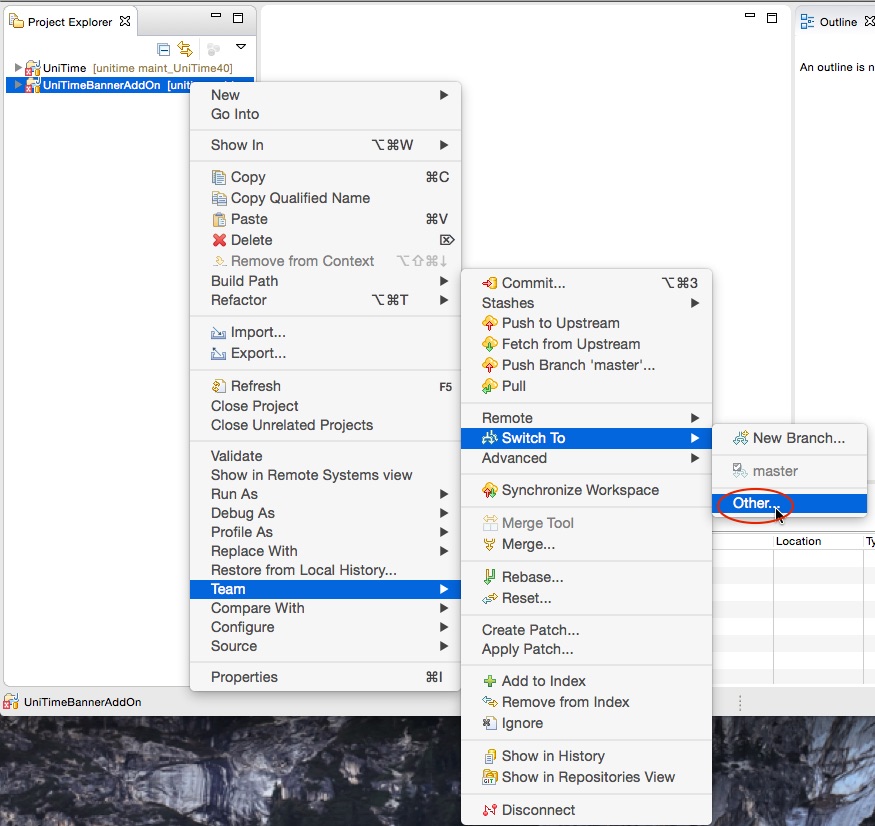 Project Explorer
Outline
UniTime [unitime maint_UniTime40]
An outline is n
UniTimeBannerAddOn
New
Go Into
Show In ⌥⌘W
Copy ⌘C
Copy Qualified Name
Paste ⌘V
Delete ⌦
Remove from Context ⌥⇧⌘↓
Build Path
Refactor ⌥⌘T
Import...
Export...
Refresh F5
Close Project
Close Unrelated Projects
Validate
Show in Remote Systems view
Run As
Debug As
Profile As
Replace With
Restore from Local History...
Team
Compare With
Configure
Source
Properties ⌘I
Commit... ⌥⌘3
Stashes
Push to Upstream
Fetch from Upstream
Push Branch 'master'...
Pull
Remote
Switch To
Advanced
Synchronize Workspace
Merge Tool
Merge...
Rebase...
Reset...
Create Patch...
Apply Patch...
Add to Index
Remove from Index
Ignore
Show in History
GIT Show in Repositories View
Disconnect
New Branch...
master
Other...
Location
Ty
UniTimeBannerAddOn